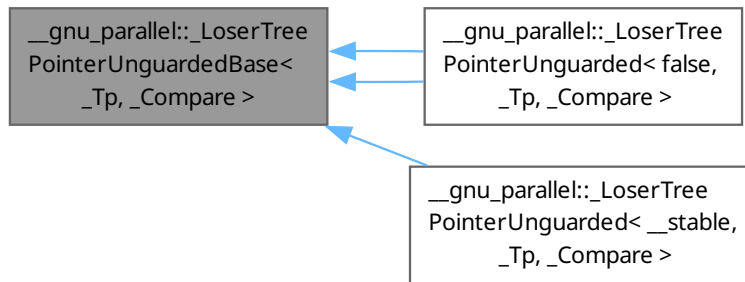 __gnu_parallel::_LoserTree
PointerUnguardedBase<
_Tp, _Compare >
__gnu_parallel::_LoserTree
PointerUnguarded< false,
_Tp, _Compare >
__gnu_parallel::_LoserTree
PointerUnguarded< __stable,
_Tp, _Compare >